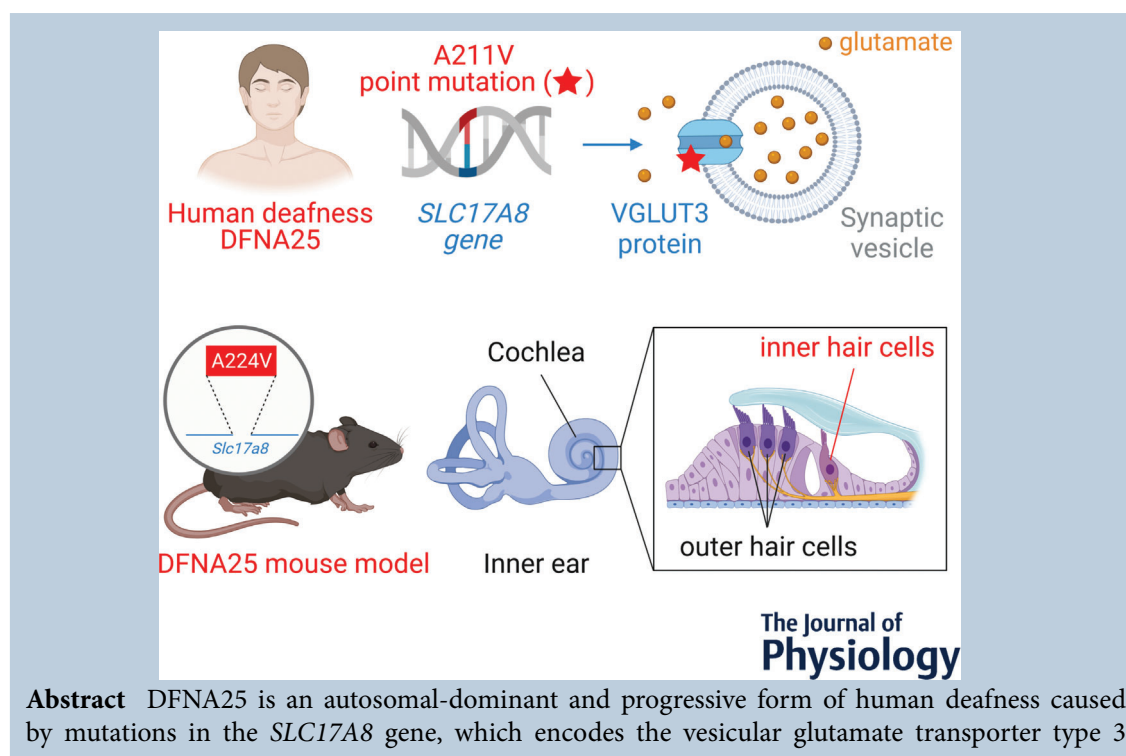 glutamate
A211V
point mutation (★)
Human deafness
DFNA25
SLC17A8
gene
VGLUT3
protein
Synaptic
vesicle
A224V
Slc17a8
DFNA25 mouse model
Cochlea
Inner ear
inner hair cells
outer hair cells
The Journal of
Physiology
Abstract DFNA25 is an autosomal-dominant and progressive form of human deafness caused
by mutations in the SLC17A8 gene, which encodes the vesicular glutamate transporter type 3